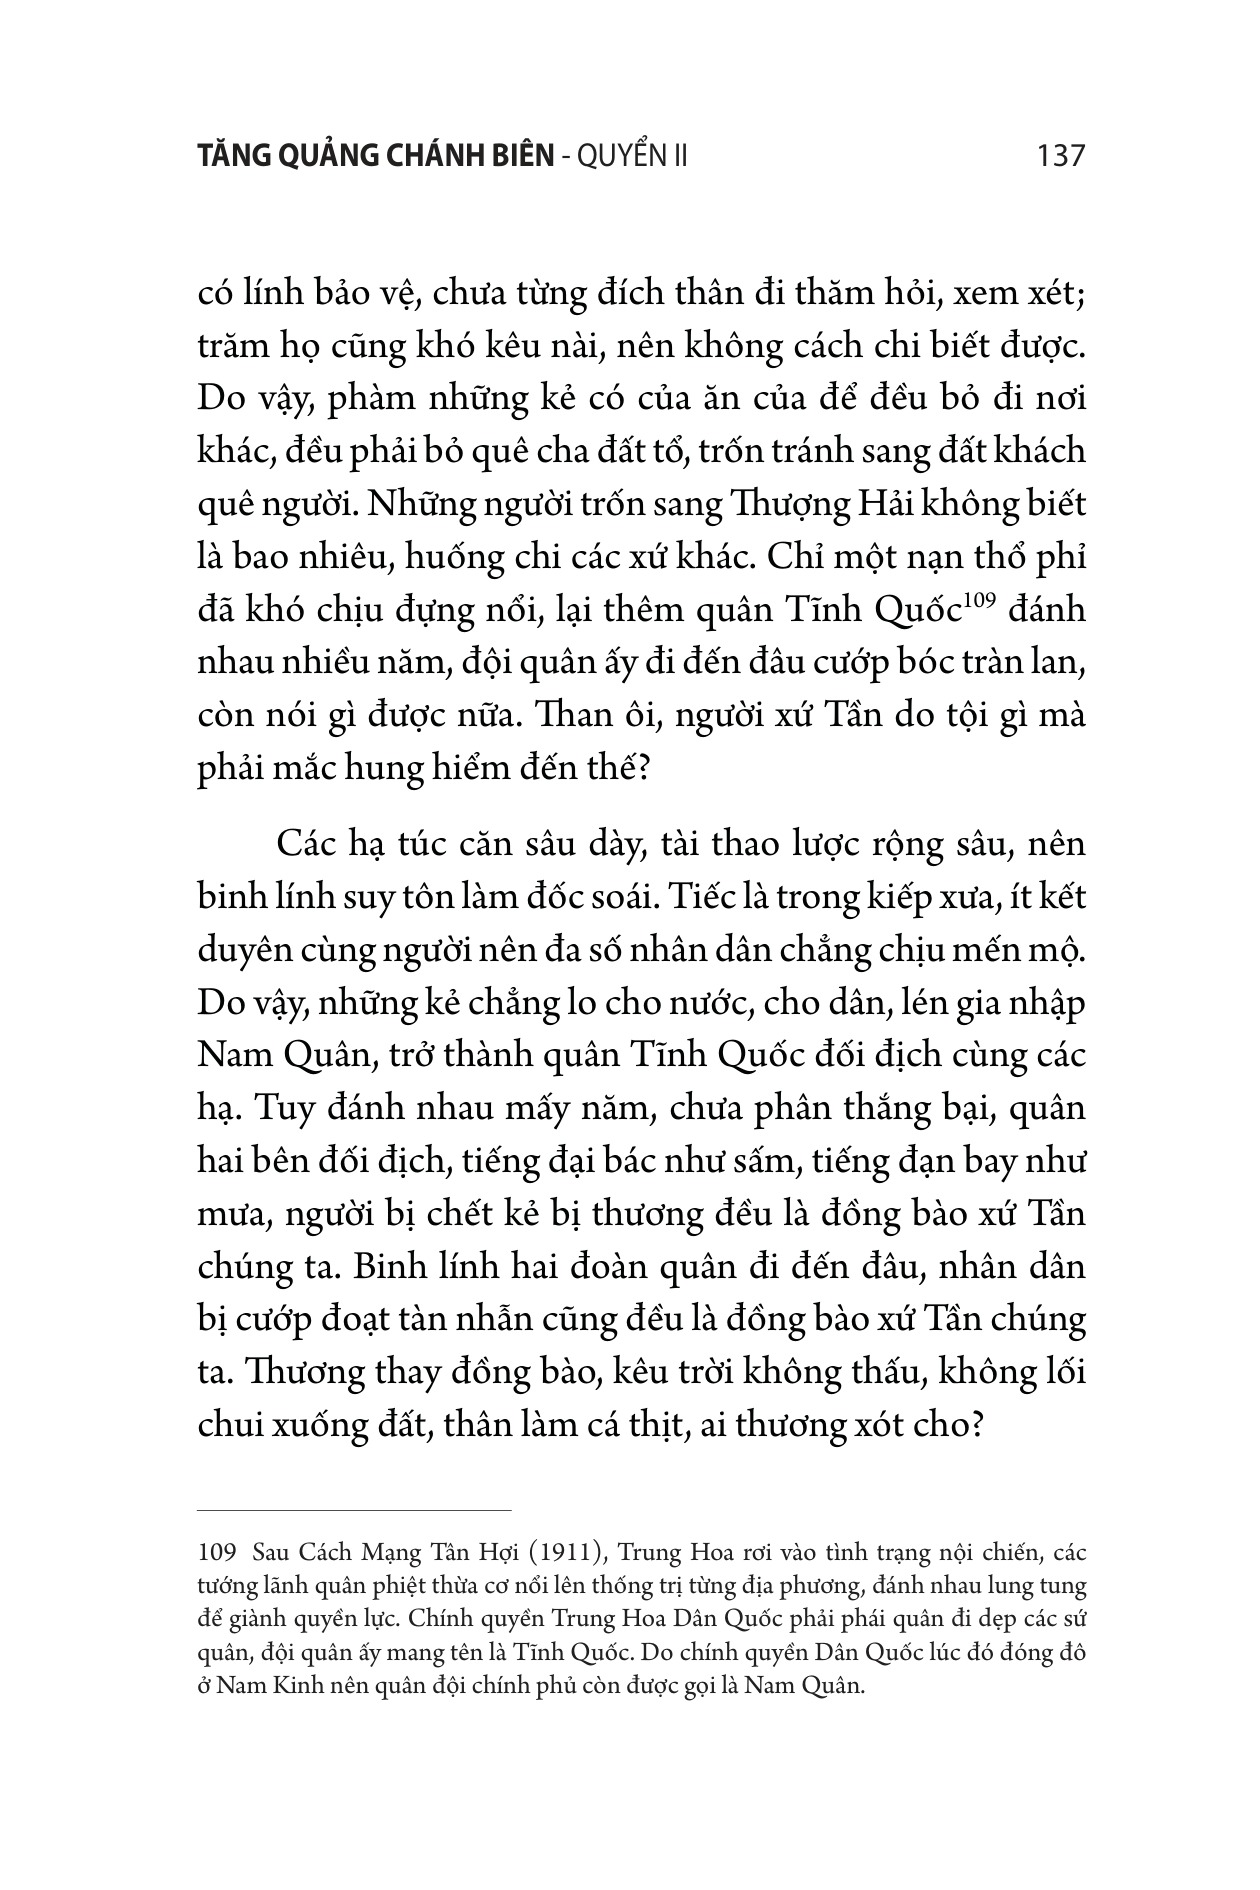 TĂNG QUẢNG CHÁNH BIÊN - QUYỂN II 137
có lính bảo vệ, chưa từng đích thân đi thăm hỏi, xem xét;
trăm họ cũng khó kêu nài, nên không cách chi biết được.
Do vậy, phàm những kẻ có của ăn của để đều bỏ đi nơi
khác, đều phải bỏ quê cha đất tổ, trốn tránh sang đất khách
quê người. Những người trốn sang Thượng Hải không biết
là bao nhiêu, huống chi các xứ khác. Chỉ một nạn thổ phỉ
đã khó chịu đựng nổi, lại thêm quân Tĩnh Quốc109 đánh
nhau nhiều năm, đội quân ấy đi đến đâu cướp bóc tràn lan,
còn nói gì được nữa. Than ôi, người xứ Tần do tội gì mà
phải mắc hung hiểm đến thế?
Các hạ túc căn sâu dày, tài thao lược rộng sâu, nên
binh lính suy tôn làm đốc soái. Tiếc là trong kiếp xưa, ít kết
duyên cùng người nên đa số nhân dân chẳng chịu mến mộ.
Do vậy, những kẻ chẳng lo cho nước, cho dân, lén gia nhập
Nam Quân, trở thành quân Tĩnh Quốc đối địch cùng các
hạ. Tuy đánh nhau mấy năm, chưa phân thắng bại, quân
hai bên đối địch, tiếng đại bác như sấm, tiếng đạn bay như
mưa, người bị chết kẻ bị thương đều là đồng bào xứ Tần
chúng ta. Binh lính hai đoàn quân đi đến đâu, nhân dân
bị cướp đoạt tàn nhẫn cũng đều là đồng bào xứ Tần chúng
ta. Thương thay đồng bào, kêu trời không thấu, không lối
chui xuống đất, thân làm cá thịt, ai thương xót cho?
109 Sau Cách Mạng Tân Hợi (1911), Trung Hoa rơi vào tình trạng nội chiến, các
tướng lãnh quân phiệt thừa cơ nổi lên thống trị từng địa phương, đánh nhau lung tung
để giành quyền lực. Chính quyền Trung Hoa Dân Quốc phải phái quân đi dẹp các sứ
quân, đội quân ấy mang tên là Tĩnh Quốc. Do chính quyền Dân Quốc lúc đó đóng đô
ở Nam Kinh nên quân đội chính phủ còn được gọi là Nam Quân.